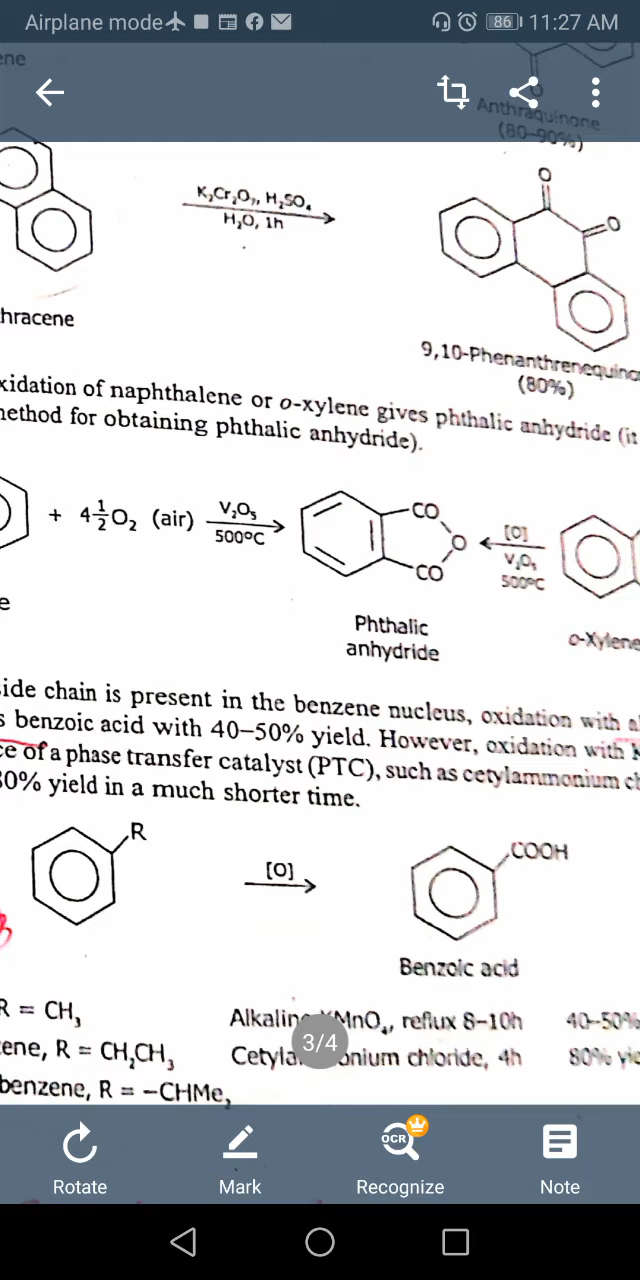 Airplane mode 86 11:27 AM
ene
Anthraquinone
(80–90%)
K₂Cr₂O₇, H₂SO₄
H₂O, 1h
O
O
hracene
9,10-Phenanthrenequino
(80%)
xidation of naphthalene or o-xylene gives phthalic anhydride (it
nethod for obtaining phthalic anhydride).
+ 4½O₂ (air) V₂O₅ CO O [O]
500°C CO V₂O₅
500°C
e
Phthalic
anhydride
o-Xylene
ide chain is present in the benzene nucleus, oxidation with al
s benzoic acid with 40–50% yield. However, oxidation with
ce of a phase transfer catalyst (PTC), such as cetylammonium ch
80% yield in a much shorter time.
R
[O]
COOH
Benzoic acid
R = CH₃ Alkaline KMnO₄, reflux 8–10h 40–50%
ene, R = CH₂CH₃ Cetyla onium chloride, 4h 80% yie
benzene, R = –CHMe₂
3/4
OCR
Rotate Mark Recognize Note